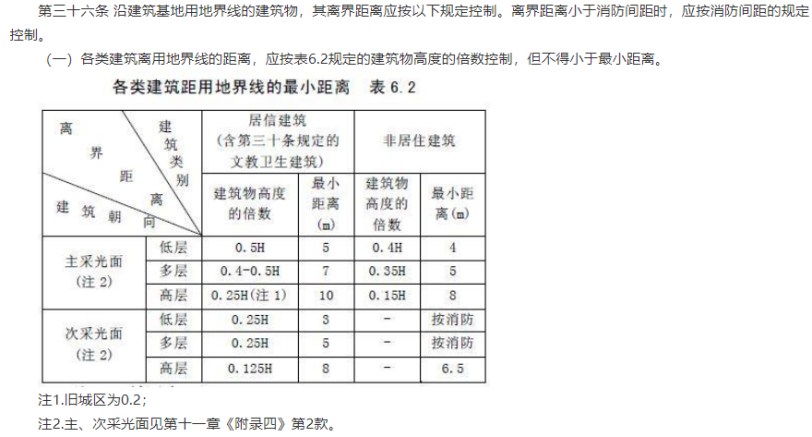 第三十六条 沿建筑基地用地界线的建筑物，其离界距离应按以下规定控制。离界距离小于消防间距时，应按消防间距的规定
控制。
（一）各类建筑离用地界线的距离，应按表6.2规定的建筑物高度的倍数控制，但不得小于最小距离。
各类建筑距用地界线的最小距离 表6.2
离界距离 建筑类别 建筑朝向
居信建筑
(含第三十条规定的
文教卫生建筑)
非居住建筑
建筑物高度
的倍数
最小
距离
(m)
建筑物
高度的
倍数
最小距
离(m)
主采光面
(注2)
低层 0.5H 5 0.4H 4
多层 0.4-0.5H 7 0.35H 5
高层 0.25H(注1) 10 0.15H 8
次采光面
(注2)
低层 0.25H 3 - 按消防
多层 0.25H 5 - 按消防
高层 0.125H 8 - 6.5
注1.旧城区为0.2；
注2.主、次采光面见第十一章《附录四》第2款。